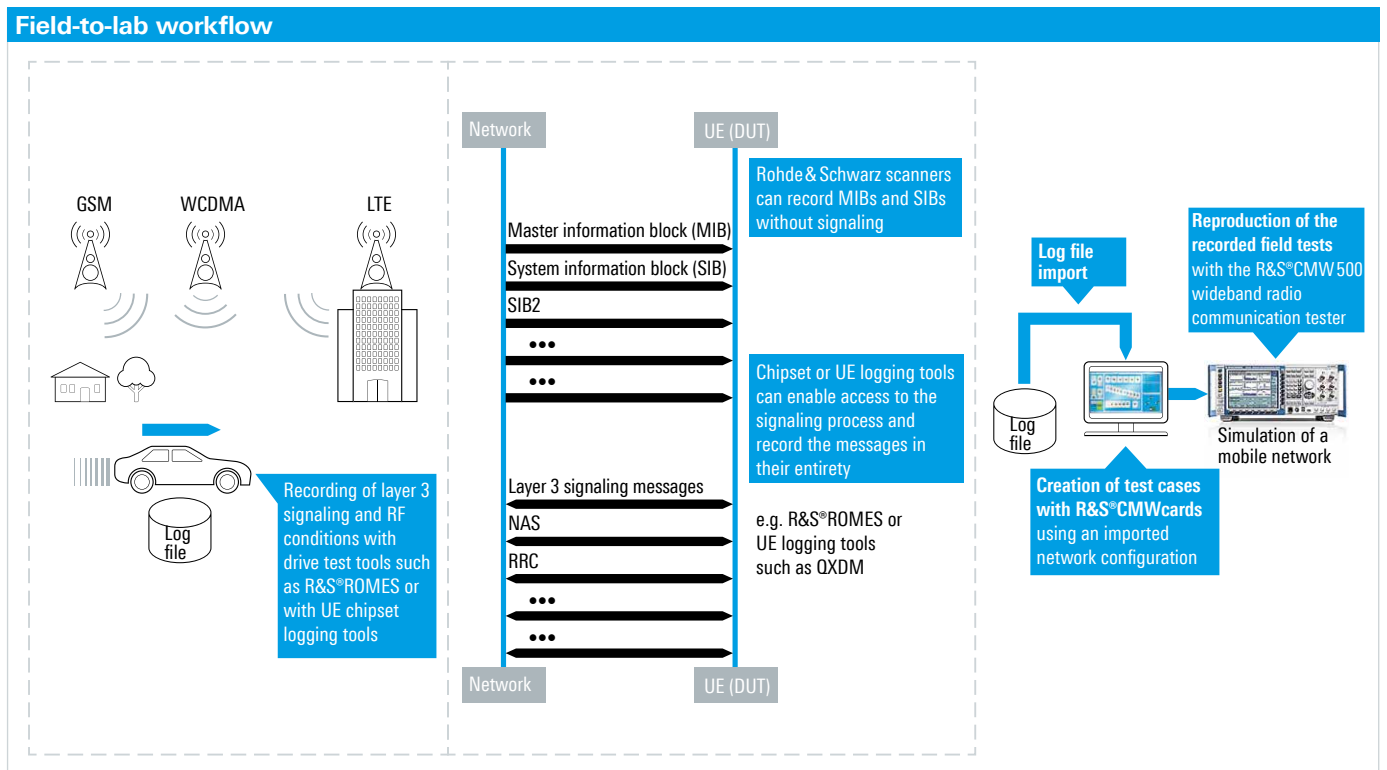 Field-to-lab workflow
GSM
WCDMA
LTE
Log
file
Recording of layer 3
signaling and RF
conditions with
drive test tools such
as R&S®ROMES or
with UE chipset
logging tools
Network
UE (DUT)
Rohde & Schwarz scanners
can record MIBs and SIBs
without signaling
Master information block (MIB)
System information block (SIB)
SIB2
•••
•••
Chipset or UE logging tools
can enable access to the
signaling process and
record the messages in
their entirety
Layer 3 signaling messages
NAS
RRC
•••
•••
e.g. R&S®ROMES or
UE logging tools
such as QXDM
Network
UE (DUT)
Log file
import
Log
file
Reproduction of the
recorded field tests
with the R&S®CMW500
wideband radio
communication tester
Simulation of a
mobile network
Creation of test cases
with R&S®CMWcards
using an imported
network configuration